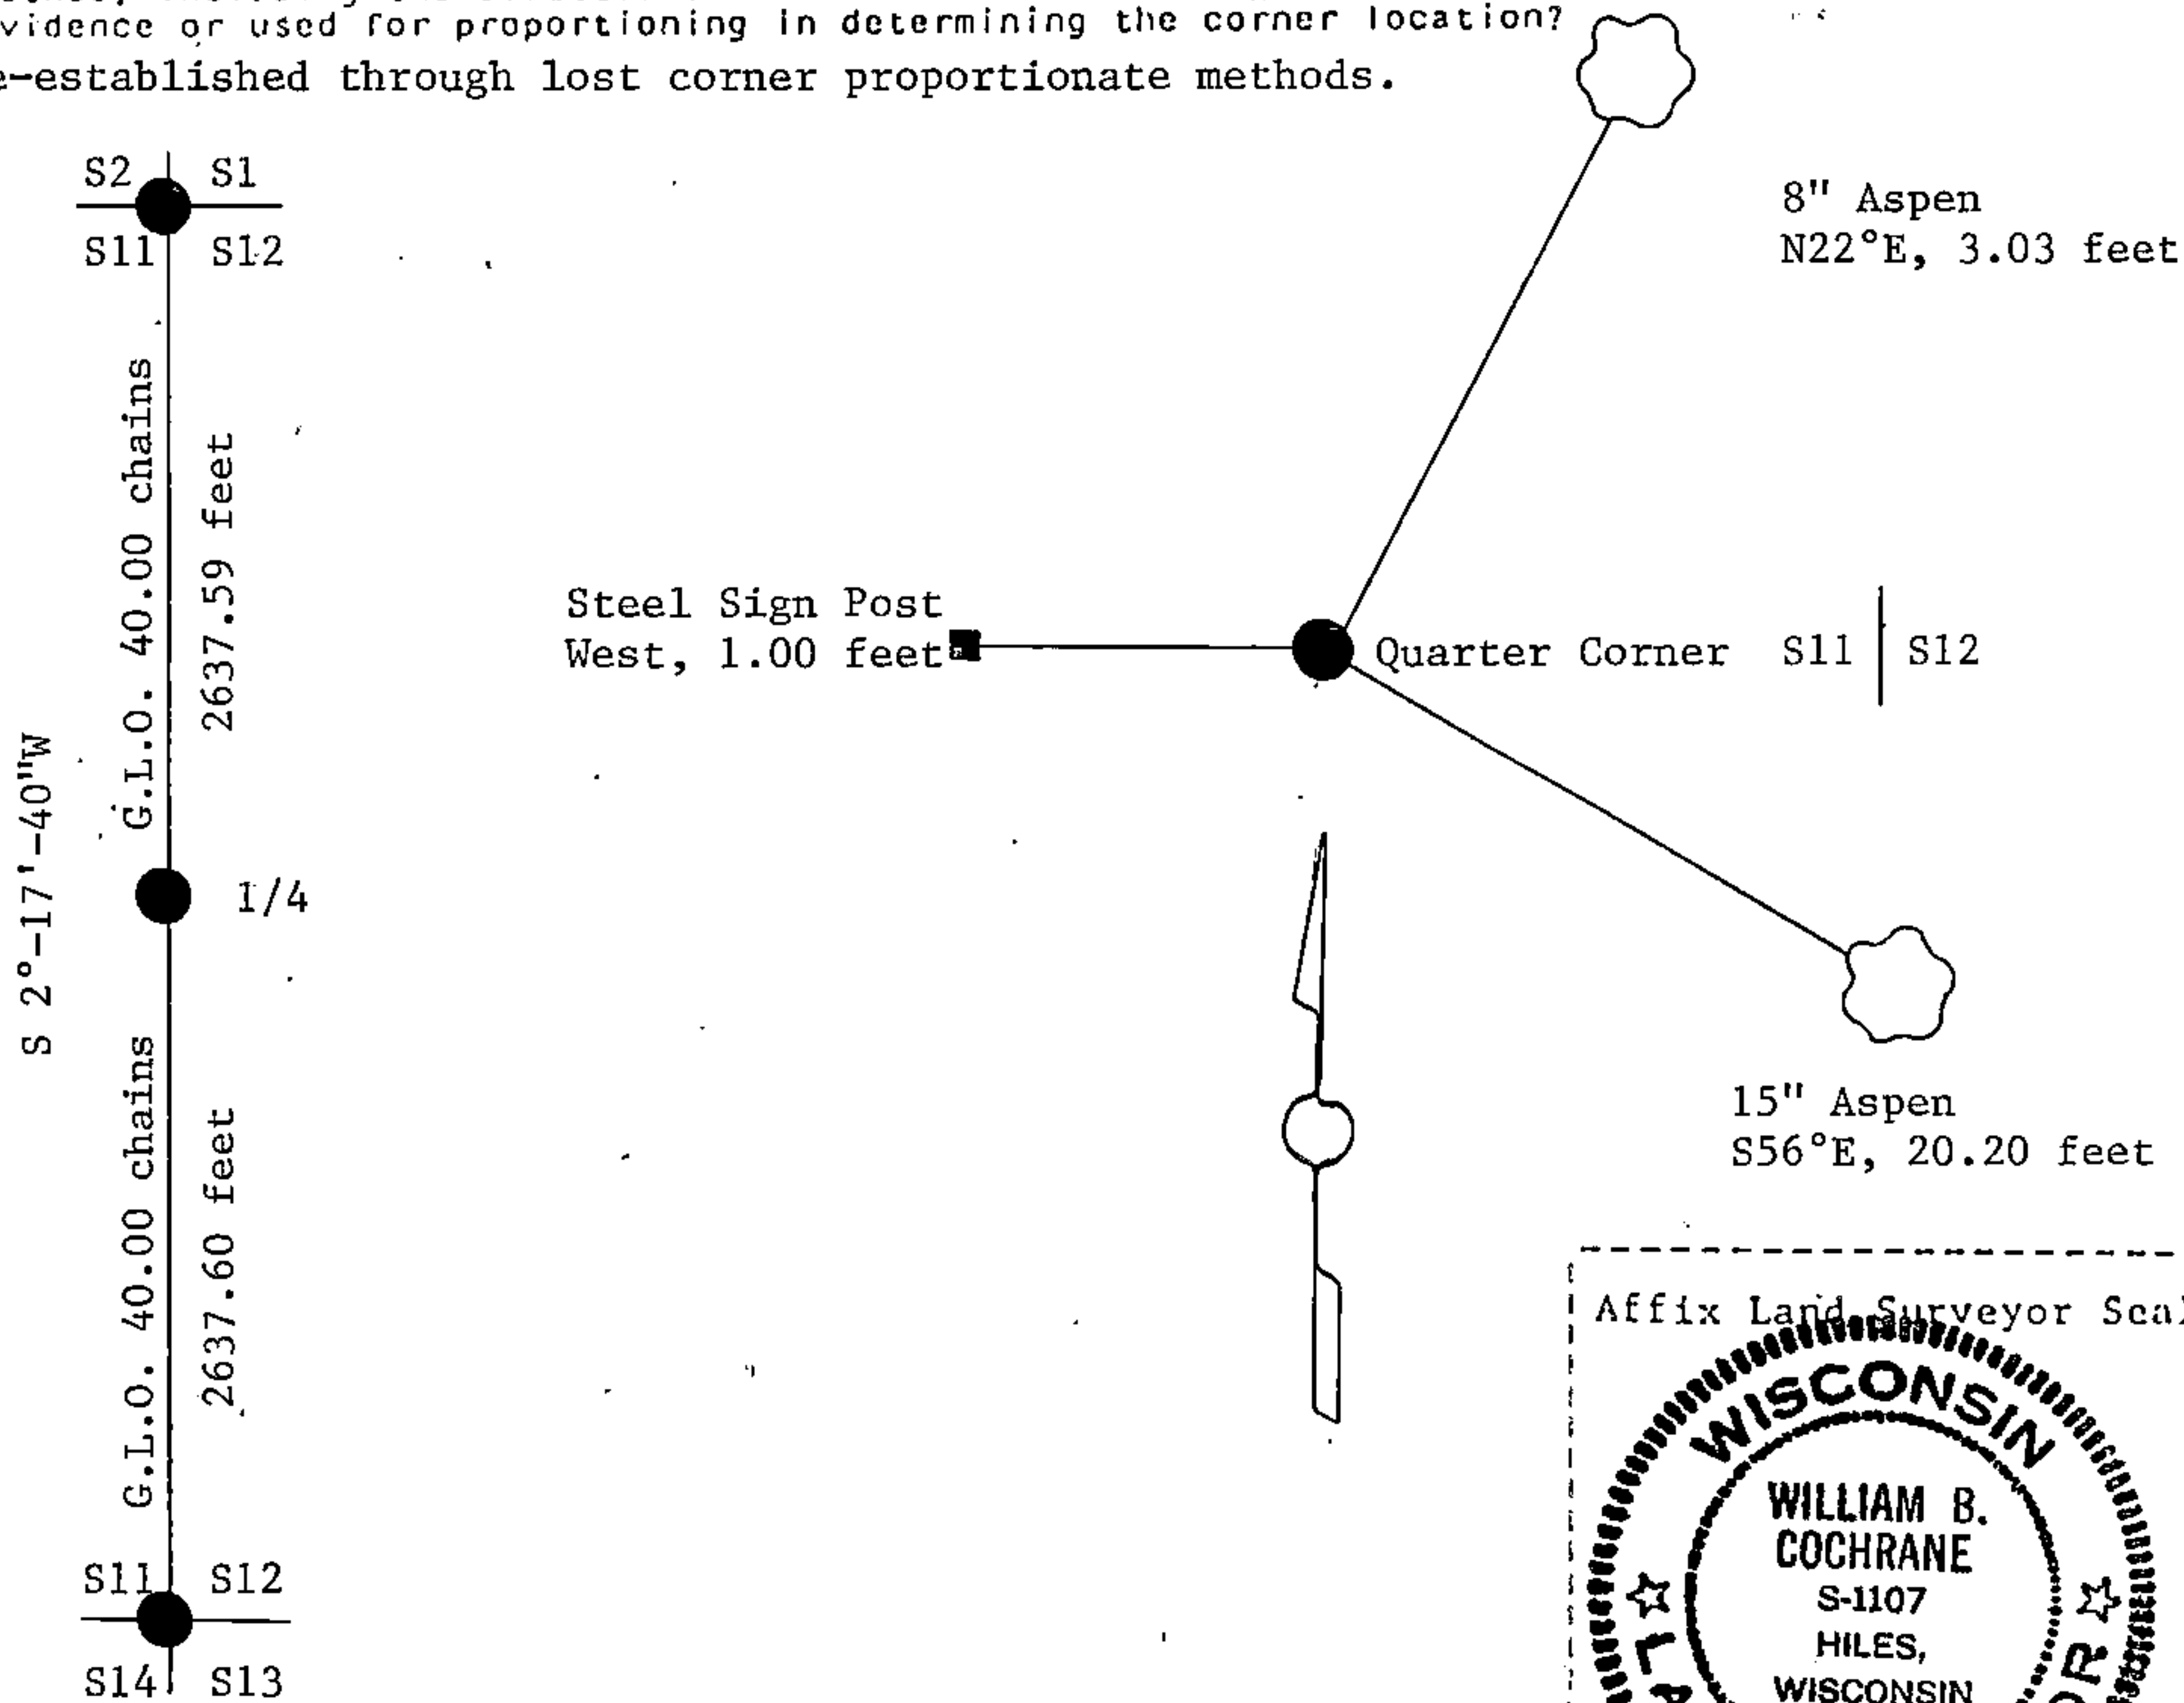 or used for proportioning in determining the corner location?
e-established through lost corner proportionate methods.
S2 S1
S11 S12
G.L.O. 40.00 chains
2637.59 feet
S 2°-17'-40"W
1/4
G.L.O. 40.00 chains
2637.60 feet
S11 S12
S14 S13
8" Aspen
N22°E, 3.03 feet
Steel Sign Post
West, 1.00 feet
Quarter Corner S11 S12
15" Aspen
S56°E, 20.20 feet
Affix Land Surveyor Seal
WISCONSIN
WILLIAM B.
COCHRANE
S-1107
HILES,
WISCONSIN